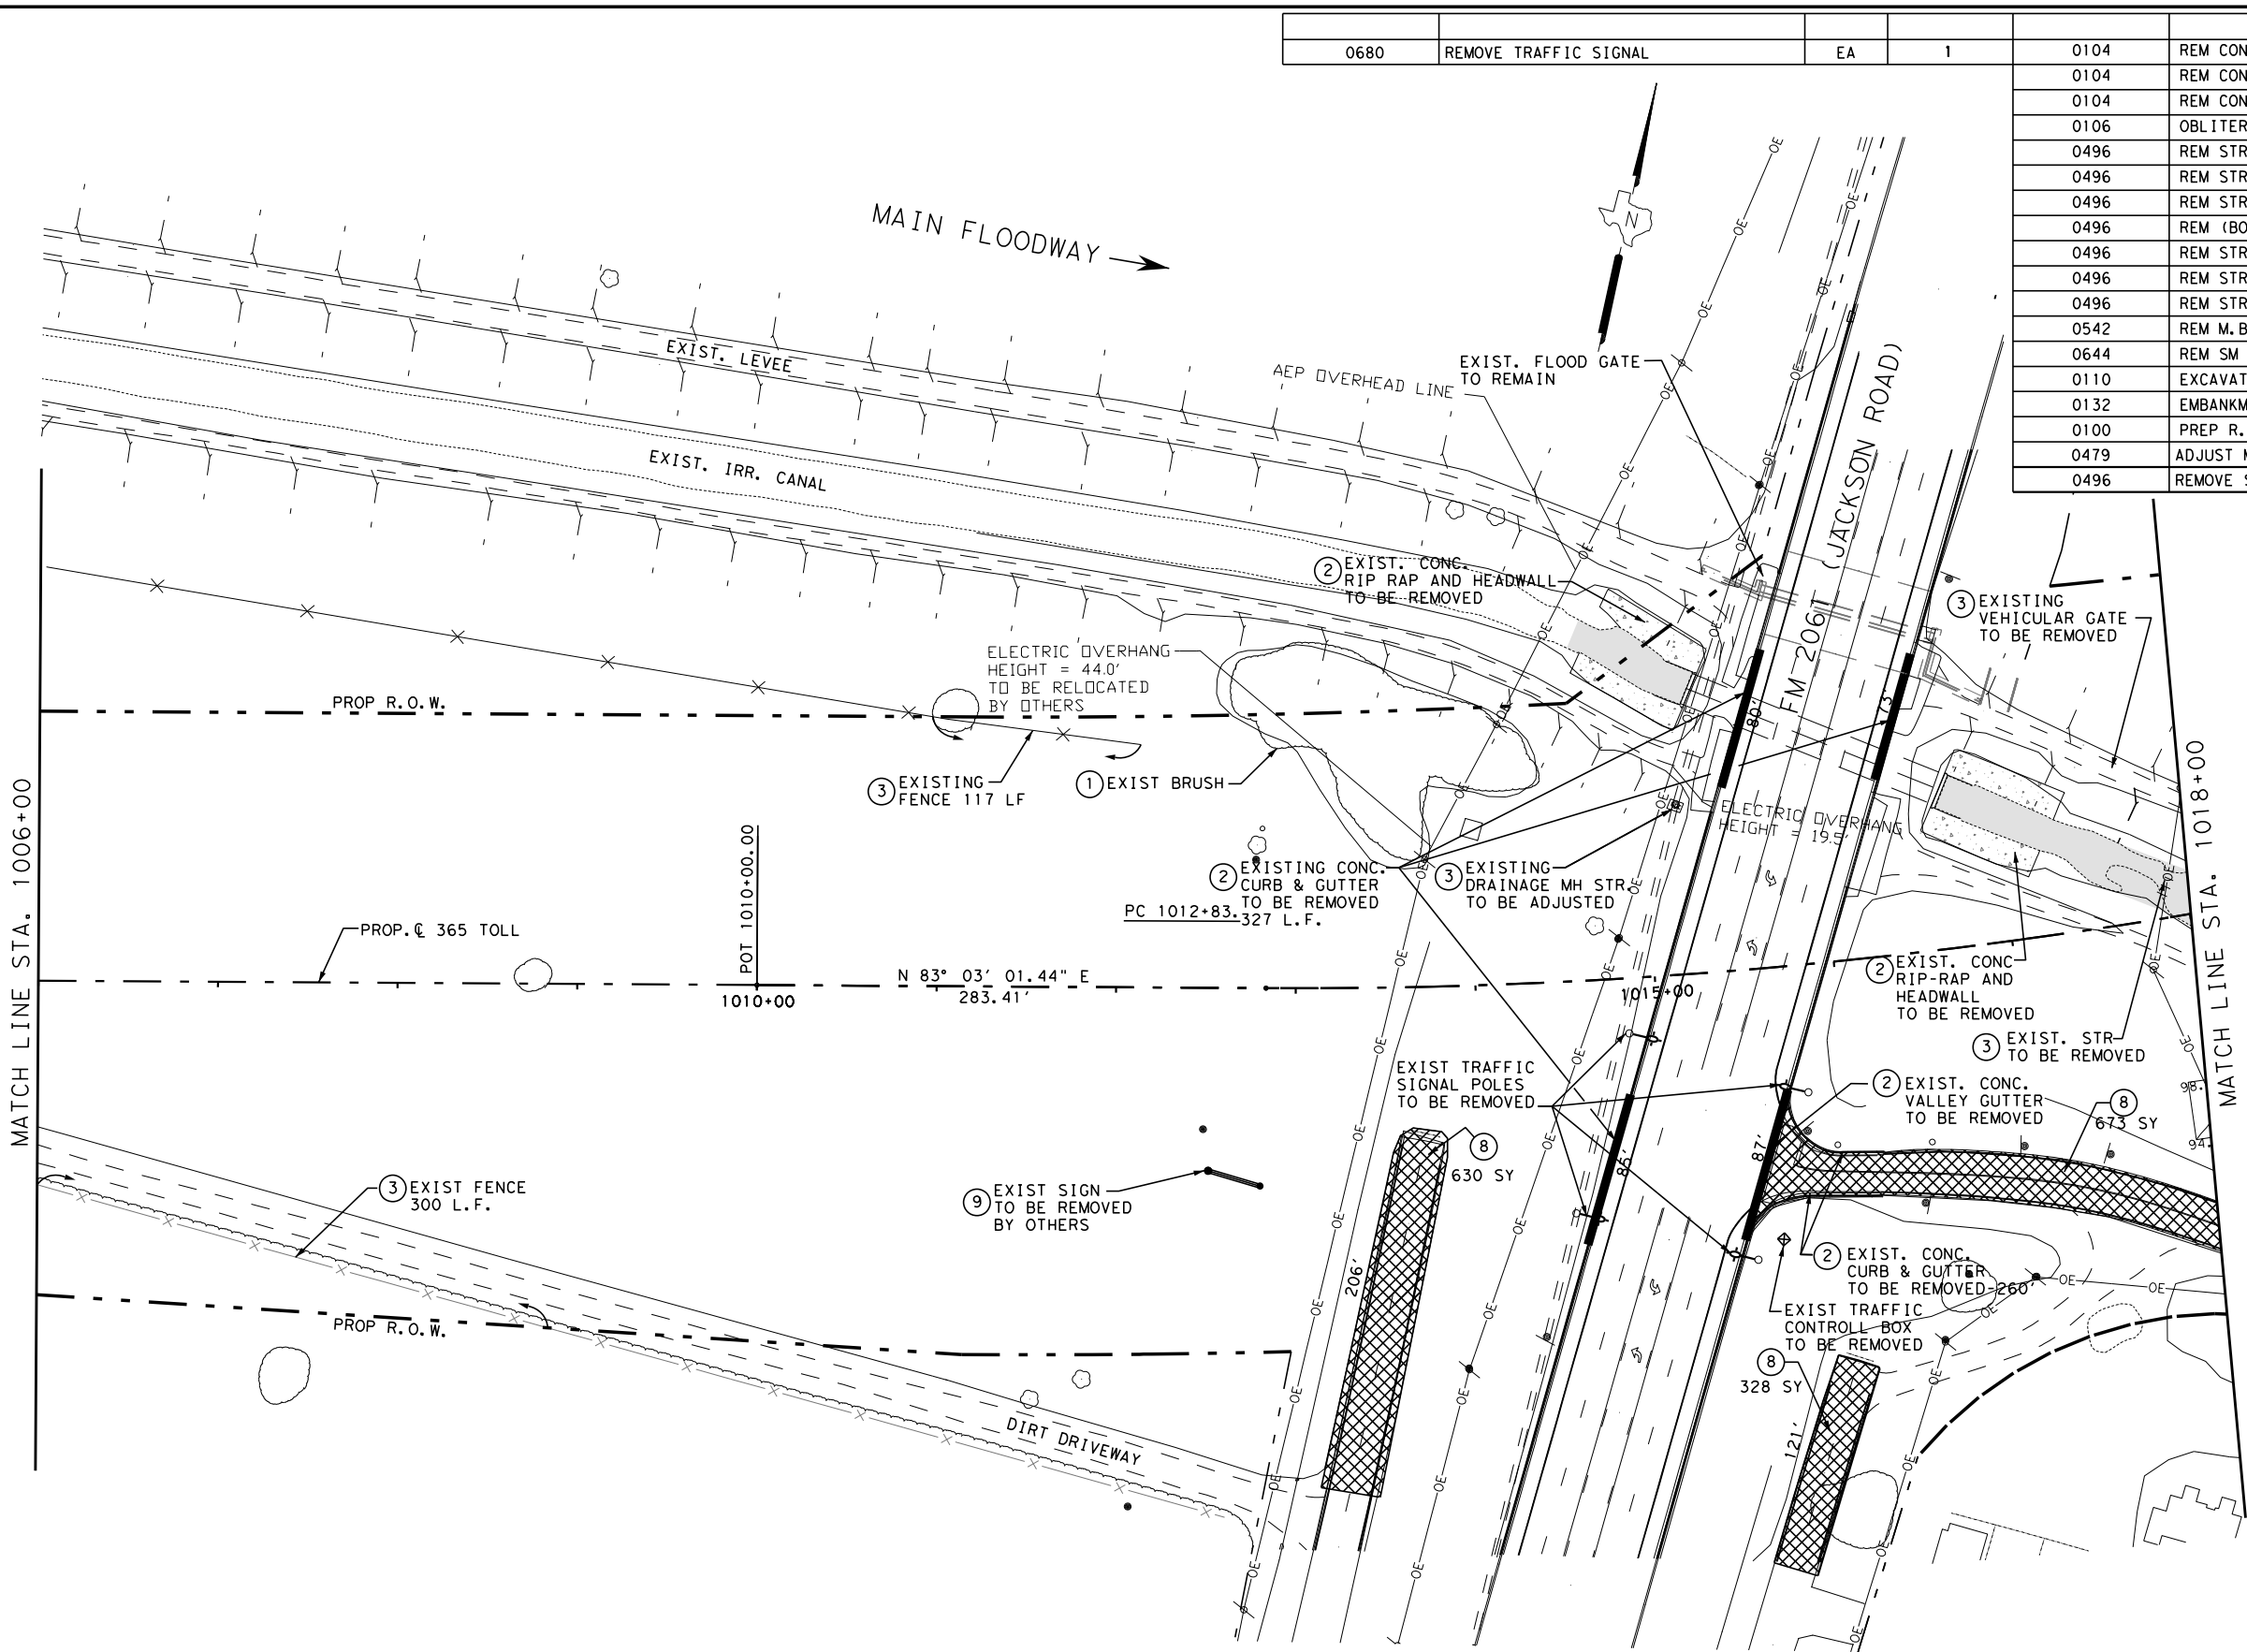 0680 REMOVE TRAFFIC SIGNAL EA 1
0104 REM CON
0104 REM CON
0104 REM CON
0106 OBLITER
0496 REM STR
0496 REM STR
0496 REM STR
0496 REM (BO
0496 REM STR
0496 REM STR
0496 REM STR
0542 REM M.B
0644 REM SM
0110 EXCAVAT
0132 EMBANKM
0100 PREP R.
0479 ADJUST M
0496 REMOVE S
MAIN FLOODWAY
N
EXIST. LEVEE
EXIST. IRR. CANAL
AEP OVERHEAD LINE
EXIST. FLOOD GATE
TO REMAIN
FM 2061 (JACKSON ROAD)
2 EXIST. CONC.
RIP RAP AND HEADWALL
TO BE REMOVED
3 EXISTING
VEHICULAR GATE
TO BE REMOVED
ELECTRIC OVERHANG
HEIGHT = 44.0'
TO BE RELOCATED
BY OTHERS
PROP R.O.W.
80'
73'
3 EXISTING
FENCE 117 LF
1 EXIST BRUSH
ELECTRIC OVERHANG
HEIGHT = 19.5'
MATCH LINE STA. 1006+00
MATCH LINE STA. 1018+00
POT 1010+00.00
2 EXISTING CONC.
CURB & GUTTER
TO BE REMOVED
327 L.F.
3 EXISTING
DRAINAGE MH STR.
TO BE ADJUSTED
PC 1012+83.
PROP. ℄ 365 TOLL
N 83° 03' 01.44" E
283.41'
1010+00
1015+00
2 EXIST. CONC
RIP-RAP AND
HEADWALL
TO BE REMOVED
3 EXIST. STR
TO BE REMOVED
EXIST TRAFFIC
SIGNAL POLES
TO BE REMOVED
2 EXIST. CONC.
VALLEY GUTTER
TO BE REMOVED
8
673 SY
98.
94.
8
630 SY
87'
3 EXIST FENCE
300 L.F.
9 EXIST SIGN
TO BE REMOVED
BY OTHERS
206'
2 EXIST. CONC.
CURB & GUTTER
TO BE REMOVED-260'
EXIST TRAFFIC
CONTROLL BOX
TO BE REMOVED
PROP R.O.W.
8
328 SY
121'
DIRT DRIVEWAY
OE